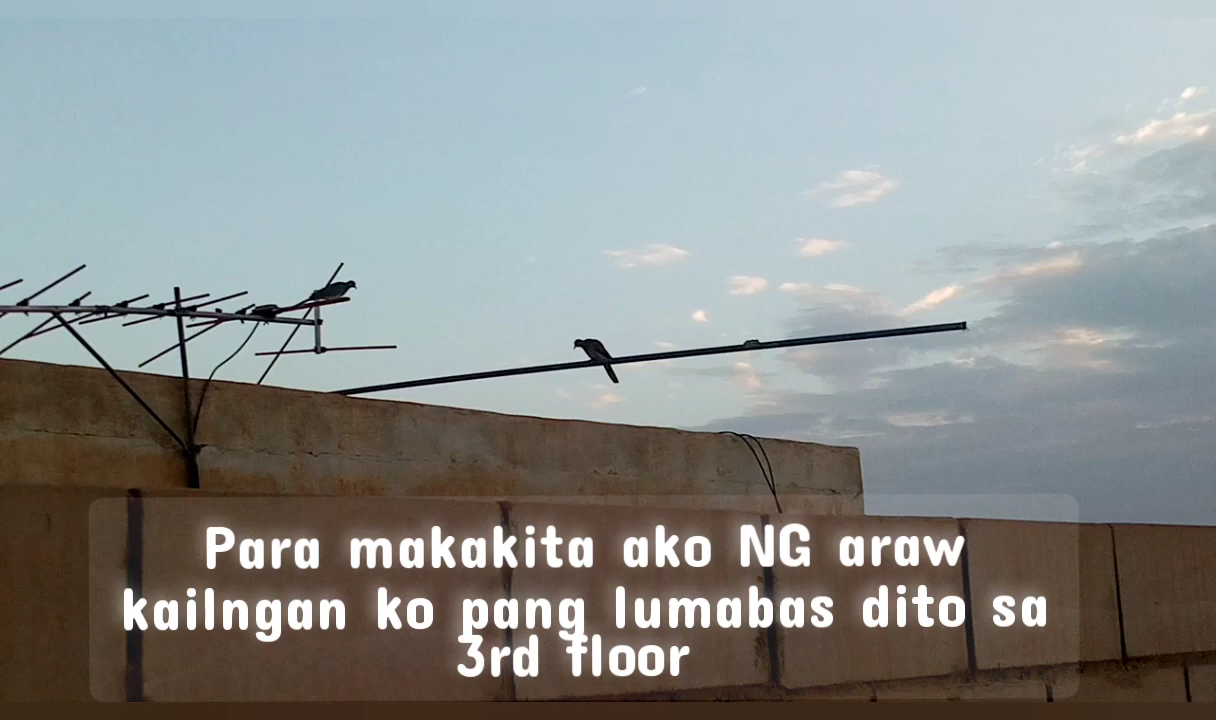 Para makakita ako NG araw
kailngan ko pang lumabas dito sa
3rd floor